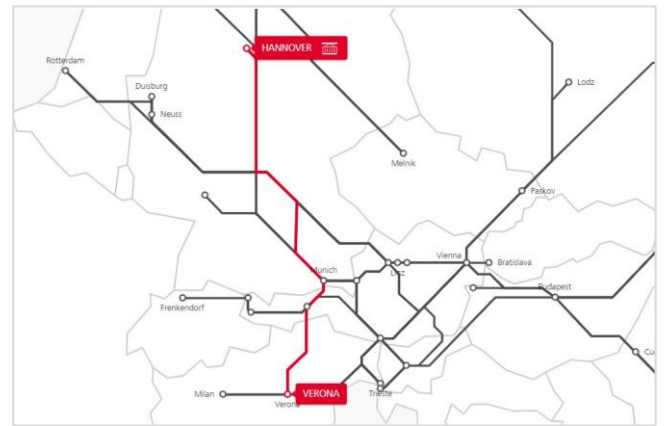 HANNOVER
Rotterdam
Duisburg
Lodz
Neuss
Melnik
Paskov
Munich
Linz
Vienna
Bratislava
Budapest
Frenkendorf
Milan
Verona
VERONA
Trieste